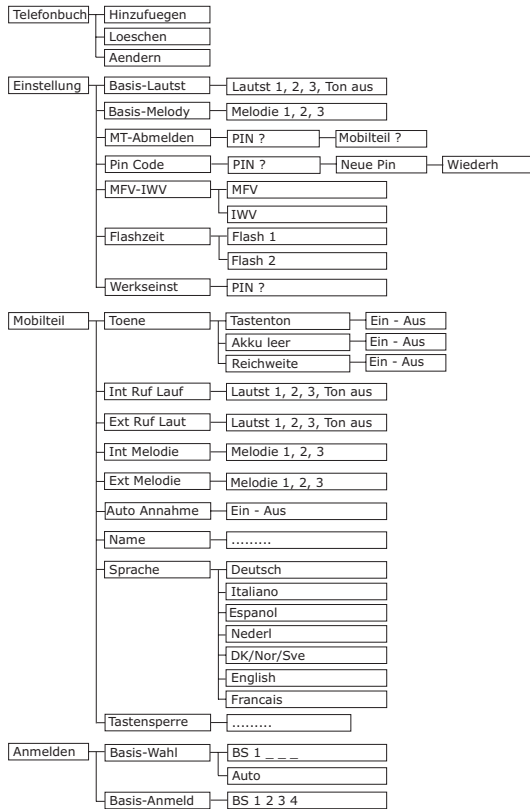 Telefonbuch Hinzufuegen
Loeschen
Aendern
Einstellung Basis-Lautst Lautst 1, 2, 3, Ton aus
Basis-Melody Melodie 1, 2, 3
MT-Abmelden PIN ? Mobilteil ?
Pin Code PIN ? Neue Pin Wiederh
MFV-IWV MFV
IWV
Flashzeit Flash 1
Flash 2
Werkseinst PIN ?
Mobilteil Toene Tastenton Ein - Aus
Akku leer Ein - Aus
Reichweite Ein - Aus
Int Ruf Lauf Lautst 1, 2, 3, Ton aus
Ext Ruf Laut Lautst 1, 2, 3, Ton aus
Int Melodie Melodie 1, 2, 3
Ext Melodie Melodie 1, 2, 3
Auto Annahme Ein - Aus
Name .........
Sprache Deutsch
Italiano
Espanol
Nederl
DK/Nor/Sve
English
Francais
Tastensperre .........
Anmelden Basis-Wahl BS 1 _ _ _
Auto
Basis-Anmeld BS 1 2 3 4